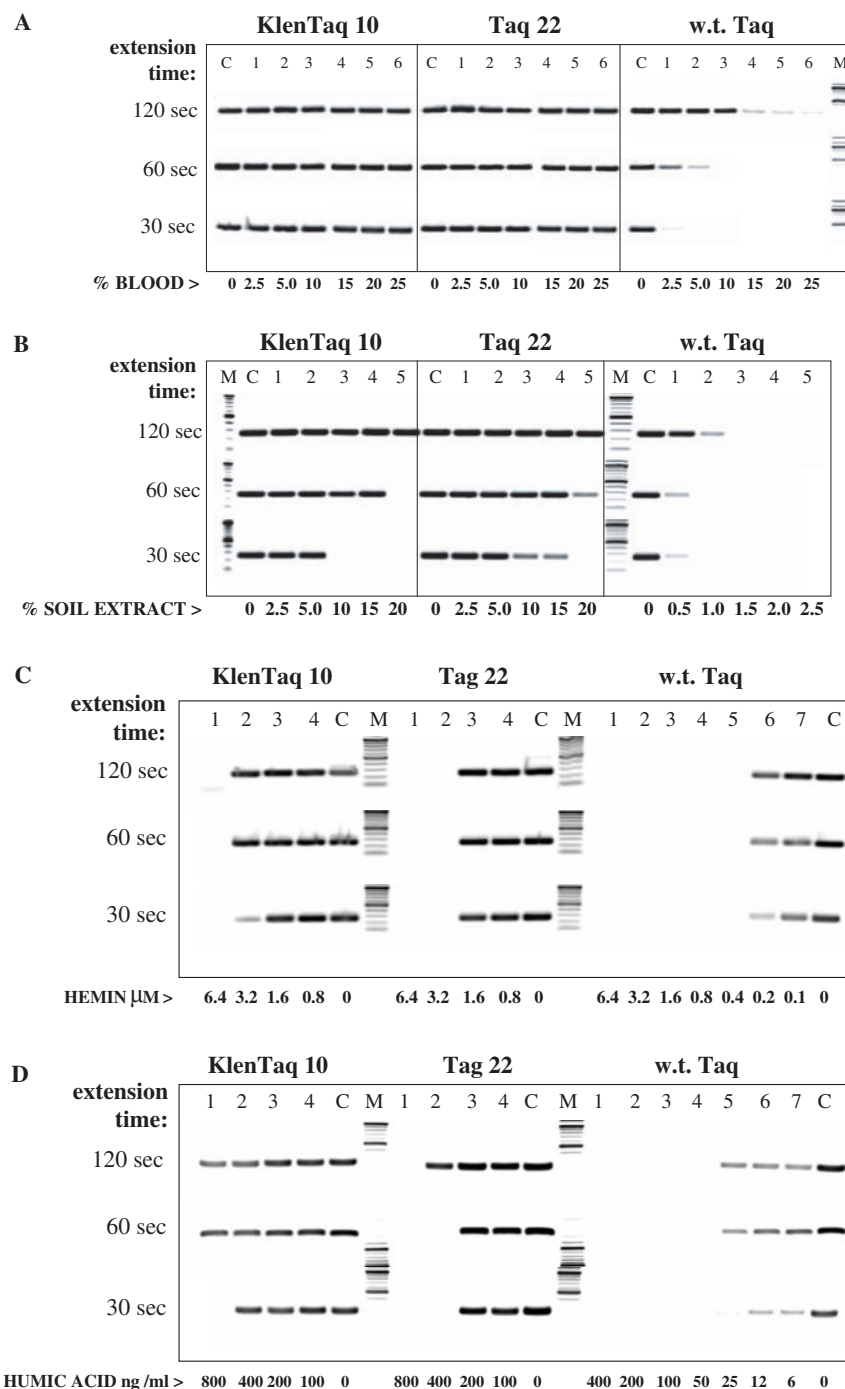 A
KlenTaq 10 Taq 22 w.t. Taq
extension
time:
C 1 2 3 4 5 6 C 1 2 3 4 5 6 C 1 2 3 4 5 6 M
120 sec
60 sec
30 sec
% BLOOD > 0 2.5 5.0 10 15 20 25 0 2.5 5.0 10 15 20 25 0 2.5 5.0 10 15 20 25
B
KlenTaq 10 Taq 22 w.t. Taq
extension
time:
M C 1 2 3 4 5 C 1 2 3 4 5 M C 1 2 3 4 5
120 sec
60 sec
30 sec
% SOIL EXTRACT > 0 2.5 5.0 10 15 20 0 2.5 5.0 10 15 20 0 0.5 1.0 1.5 2.0 2.5
C
KlenTaq 10 Tag 22 w.t. Taq
extension
time:
1 2 3 4 C M 1 2 3 4 C M 1 2 3 4 5 6 7 C
120 sec
60 sec
30 sec
HEMIN µM > 6.4 3.2 1.6 0.8 0 6.4 3.2 1.6 0.8 0 6.4 3.2 1.6 0.8 0.4 0.2 0.1 0
D
KlenTaq 10 Tag 22 w.t. Taq
extension
time:
1 2 3 4 C M 1 2 3 4 C M 1 2 3 4 5 6 7 C
120 sec
60 sec
30 sec
HUMIC ACID ng /ml > 800 400 200 100 0 800 400 200 100 0 400 200 100 50 25 12 6 0